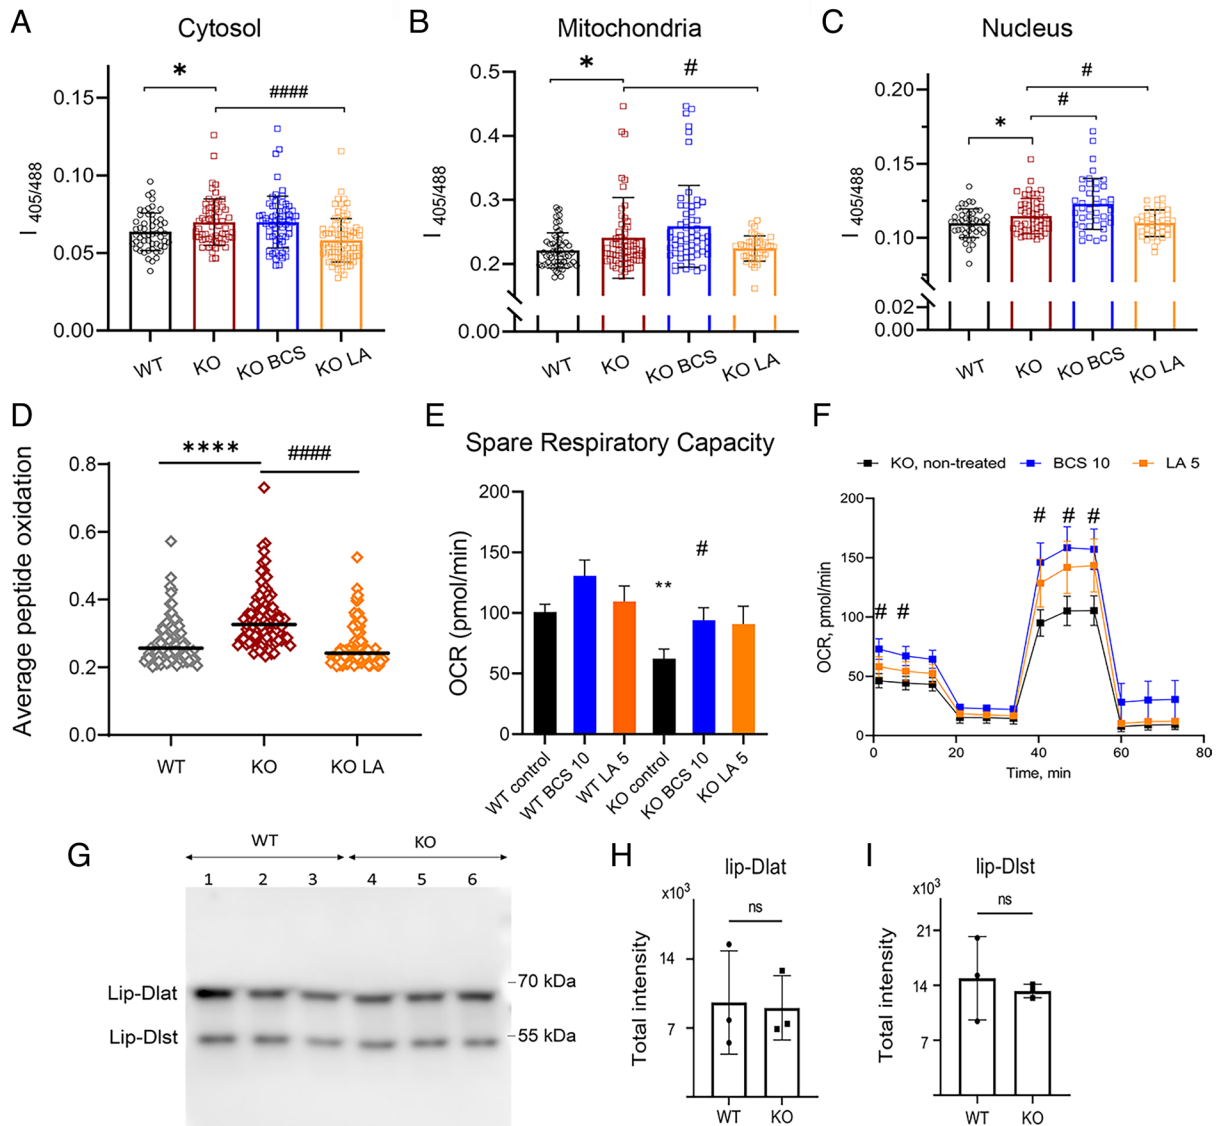 A
Cytosol
I 405/488
0.15
0.10
0.05
0.00
*
####
WT
KO
KO BCS
KO LA
B
Mitochondria
I 405/488
0.5
0.4
0.3
0.2
0.00
*
#
WT
KO
KO BCS
KO LA
C
Nucleus
I 405/488
0.20
0.15
0.10
0.02
0.00
*
#
#
WT
KO
KO BCS
KO LA
D
Average peptide oxidation
0.8
0.6
0.4
0.2
0.0
****
####
WT
KO
KO LA
E
Spare Respiratory Capacity
OCR (pmol/min)
200
150
100
50
0
**
#
WT control
WT BCS 10
WT LA 5
KO control
KO BCS 10
KO LA 5
F
KO, non-treated
BCS 10
LA 5
OCR, pmol/min
200
150
100
50
0
# #
# # #
0 20 40 60 80
Time, min
G
WT KO
1 2 3 4 5 6
Lip-Dlat
Lip-Dlst
70 kDa
55 kDa
H
lip-Dlat
x10³
Total intensity
14
7
ns
WT KO
I
lip-Dlst
x10³
Total intensity
21
14
7
ns
WT KO